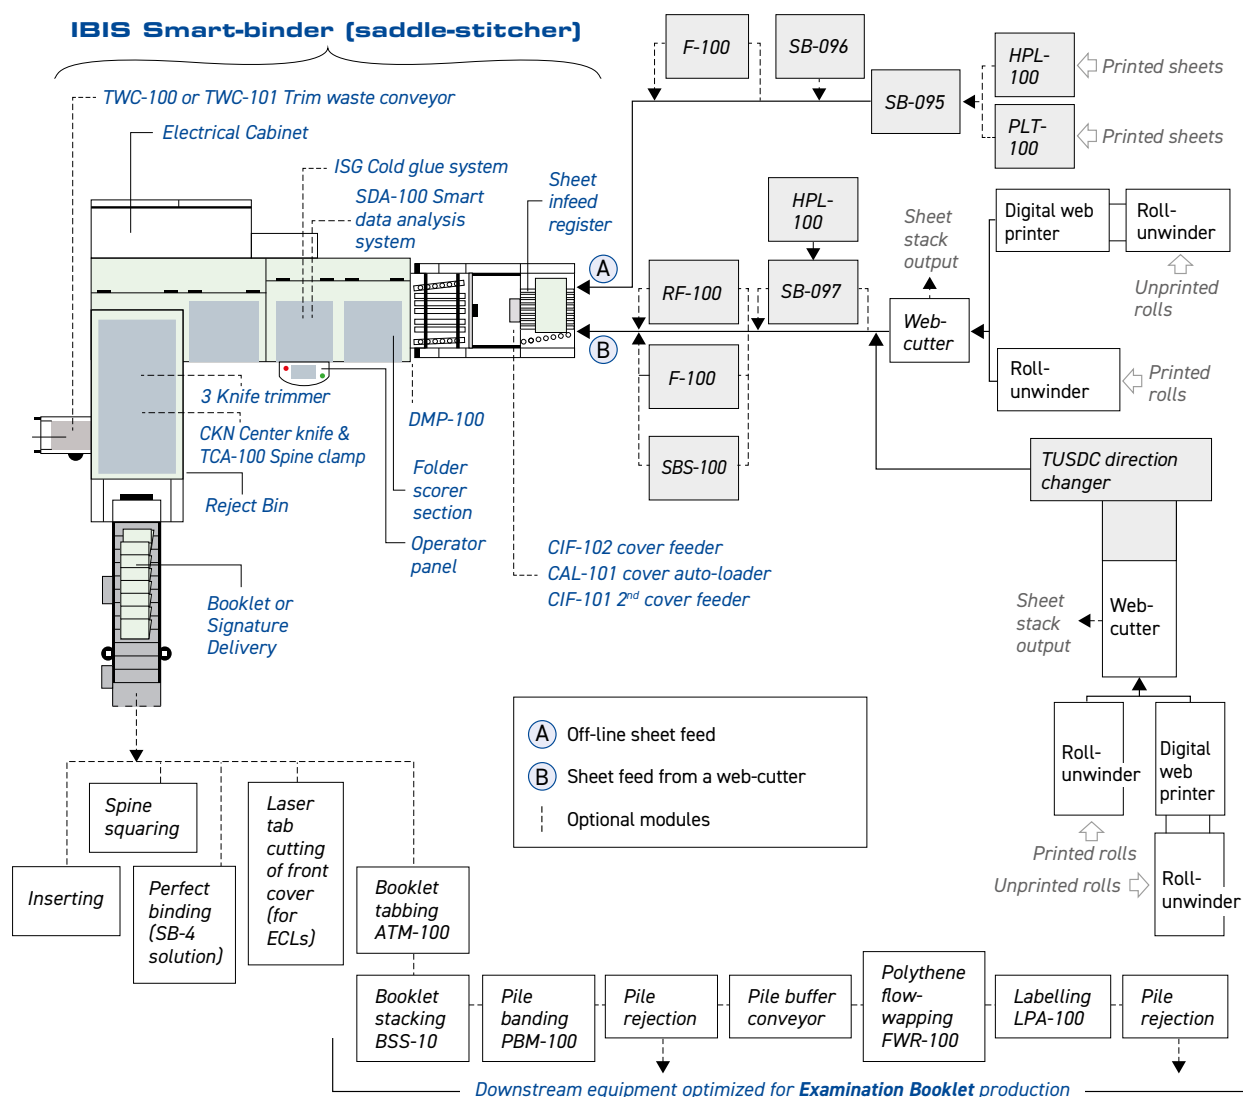 IBIS Smart-binder (saddle-stitcher)
TWC-100 or TWC-101 Trim waste conveyor
Electrical Cabinet
ISG Cold glue system
SDA-100 Smart
data analysis
system
Sheet
infeed
register
F-100
SB-096
SB-095
HPL-
100
Printed sheets
PLT-
100
Printed sheets
HPL-
100
Sheet
stack
output
Digital web
printer
Roll-
unwinder
Unprinted
rolls
A
RF-100
SB-097
Web-
cutter
B
F-100
Roll-
unwinder
Printed
rolls
SBS-100
3 Knife trimmer
CKN Center knife &
TCA-100 Spine clamp
Reject Bin
DMP-100
Folder
scorer
section
Operator
panel
TUSDC direction
changer
CIF-102 cover feeder
CAL-101 cover auto-loader
CIF-101 2nd cover feeder
Booklet or
Signature
Delivery
Sheet
stack
output
Web-
cutter
A Off-line sheet feed
B Sheet feed from a web-cutter
Optional modules
Roll-
unwinder
Digital
web
printer
Printed rolls
Unprinted rolls
Roll-
unwinder
Spine
squaring
Laser
tab
cutting
of front
cover
(for
ECLs)
Inserting
Perfect
binding
(SB-4
solution)
Booklet
tabbing
ATM-100
Booklet
stacking
BSS-10
Pile
banding
PBM-100
Pile
rejection
Pile buffer
conveyor
Polythene
flow-
wapping
FWR-100
Labelling
LPA-100
Pile
rejection
Downstream equipment optimized for Examination Booklet production